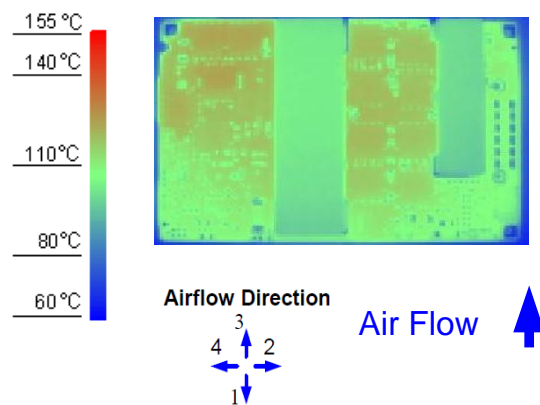 155 °C
140 °C
110 °C
80 °C
60 °C
Airflow Direction
3
4 2
1
Air Flow